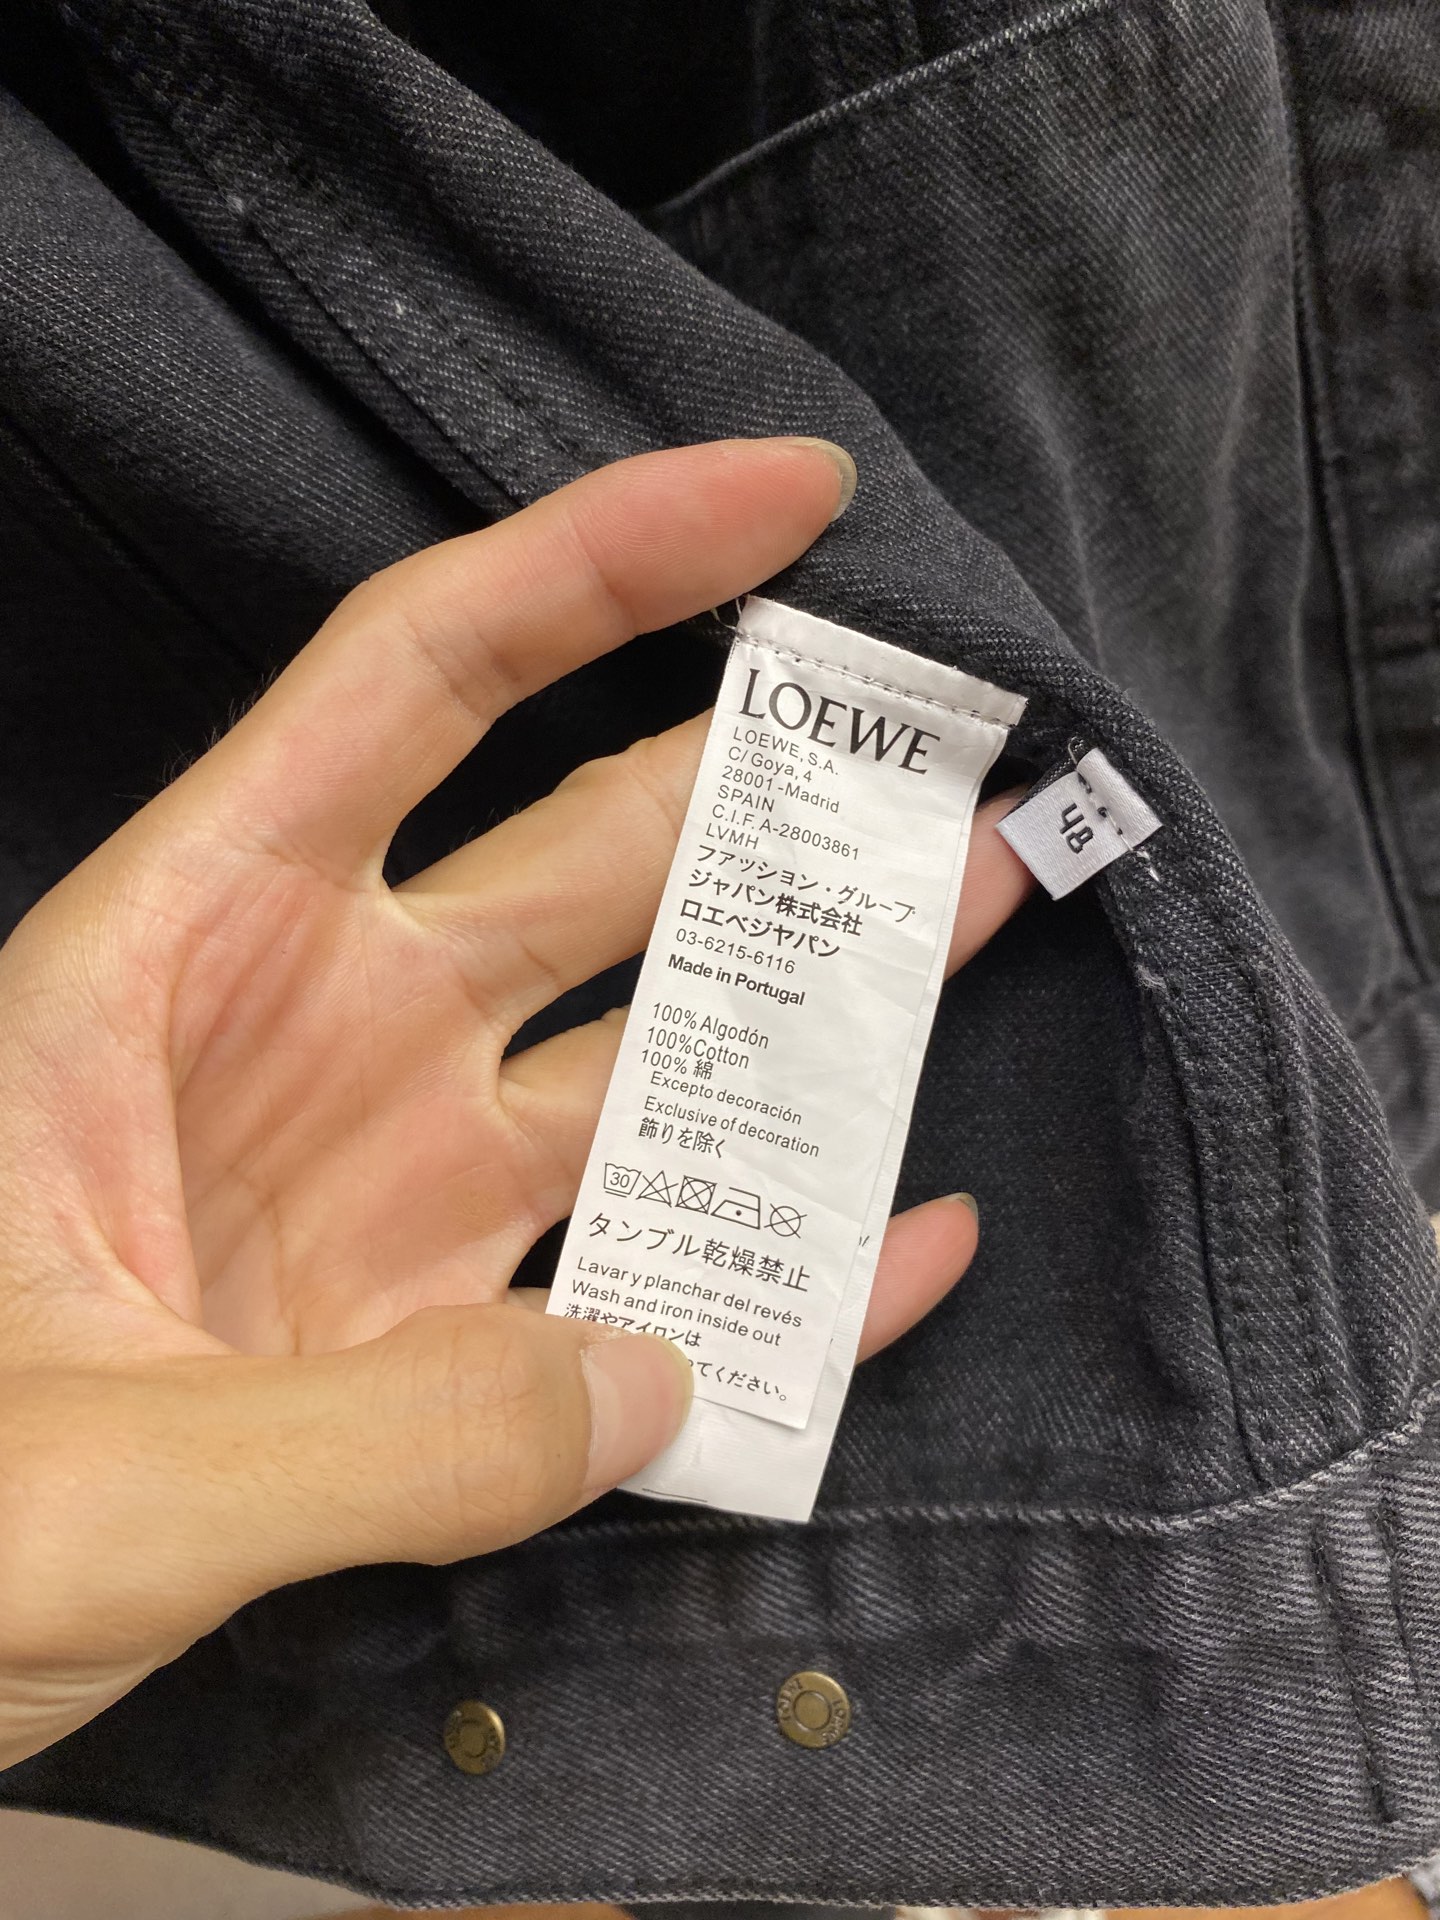 LOEWE
LOEWE, S.A.
C/ Goya, 4
28001 -Madrid
SPAIN
C.I.F. A-28003861
LVMH
ファッション・グループ
ジャパン株式会社
ロエベジヤパン
03-6215-6116
Made in Portugal
100% Algodón
100%Cotton
100% 綿
Excepto decoración
Exclusive of decoration
飾りを除く
30
タンブル乾燥禁止
Lavar y planchar del revés
Wash and iron inside out
洗濯やアイロンは
てください。
48